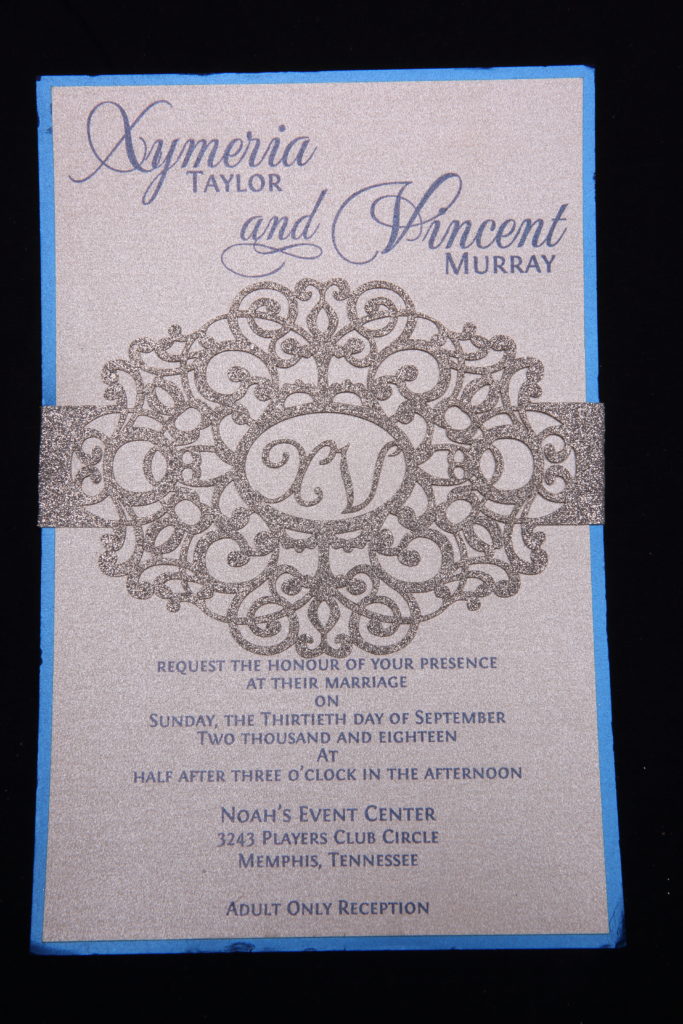 Xymeria
Taylor
and Vincent
Murray
XV
request the honour of your presence
at their marriage
on
Sunday, the Thirtieth day of September
Two thousand and eighteen
At
half after three o'clock in the afternoon
Noah's Event Center
3243 Players Club Circle
Memphis, Tennessee
Adult Only Reception